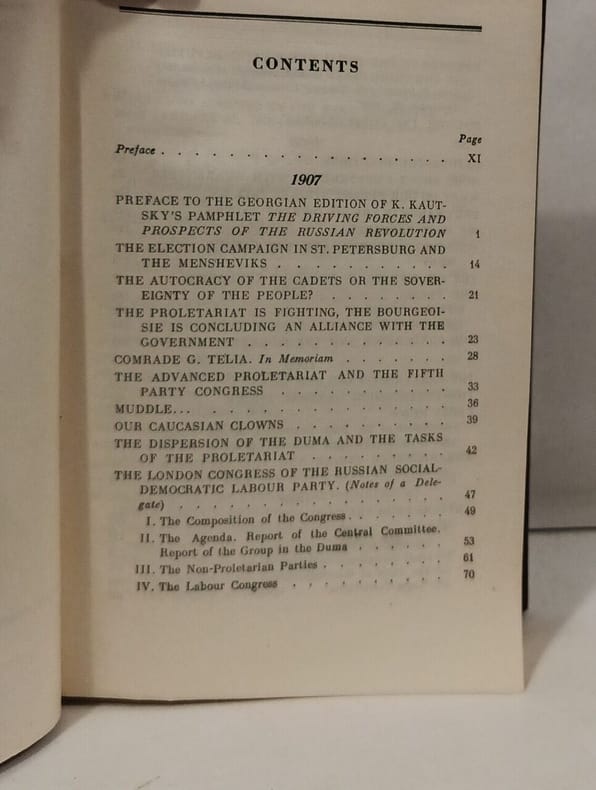 CONTENTS
Page
Preface . . . . . . . . . . . . . . . . . XI
1907
PREFACE TO THE GEORGIAN EDITION OF K. KAUT-
SKY'S PAMPHLET THE DRIVING FORCES AND
PROSPECTS OF THE RUSSIAN REVOLUTION 1
THE ELECTION CAMPAIGN IN ST. PETERSBURG AND
THE MENSHEVIKS . . . . . . . . . . . 14
THE AUTOCRACY OF THE CADETS OR THE SOVER-
EIGNTY OF THE PEOPLE? . . . . . . . . 21
THE PROLETARIAT IS FIGHTING, THE BOURGEOI-
SIE IS CONCLUDING AN ALLIANCE WITH THE
GOVERNMENT . . . . . . . . . . . . . 23
COMRADE G. TELIA. In Memoriam . . . . . . . 28
THE ADVANCED PROLETARIAT AND THE FIFTH
PARTY CONGRESS . . . . . . . . . . . 33
MUDDLE... . . . . . . . . . . . . . . 36
OUR CAUCASIAN CLOWNS . . . . . . . . . . 39
THE DISPERSION OF THE DUMA AND THE TASKS
OF THE PROLETARIAT . . . . . . . . . 42
THE LONDON CONGRESS OF THE RUSSIAN SOCIAL-
DEMOCRATIC LABOUR PARTY. (Notes of a Dele-
gate) . . . . . . . . . . . . . . . . 47
I. The Composition of the Congress . . . . . . . 49
II. The Agenda. Report of the Central Committee.
Report of the Group in the Duma . . . . . . 53
III. The Non-Proletarian Parties . . . . . . . . 61
IV. The Labour Congress . . . . . . . . . . 70